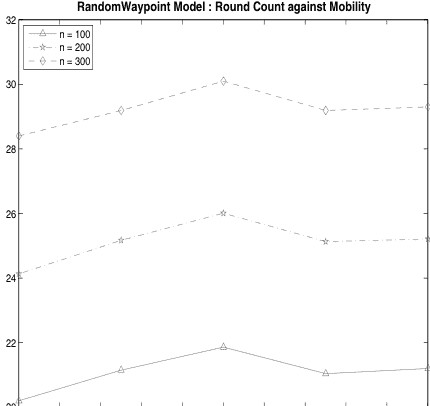 RandomWaypoint Model : Round Count against Mobility
32
n = 100
n = 200
n = 300
30
28
26
24
22